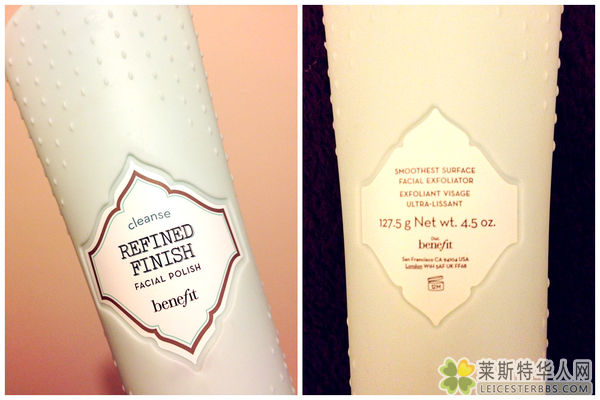 cleanse
REFINED
FINISH
FACIAL POLISH
benefit
SMOOTHEST SURFACE
FACIAL EXFOLIATOR
EXFOLIANT VISAGE
ULTRA-LISSANT
127.5 g Net wt. 4.5 oz.
benefit
San Francisco CA 94104 USA
London W1H 5AF UK FF68
12M
莱斯特华人网
LEICESTERBBS.COM